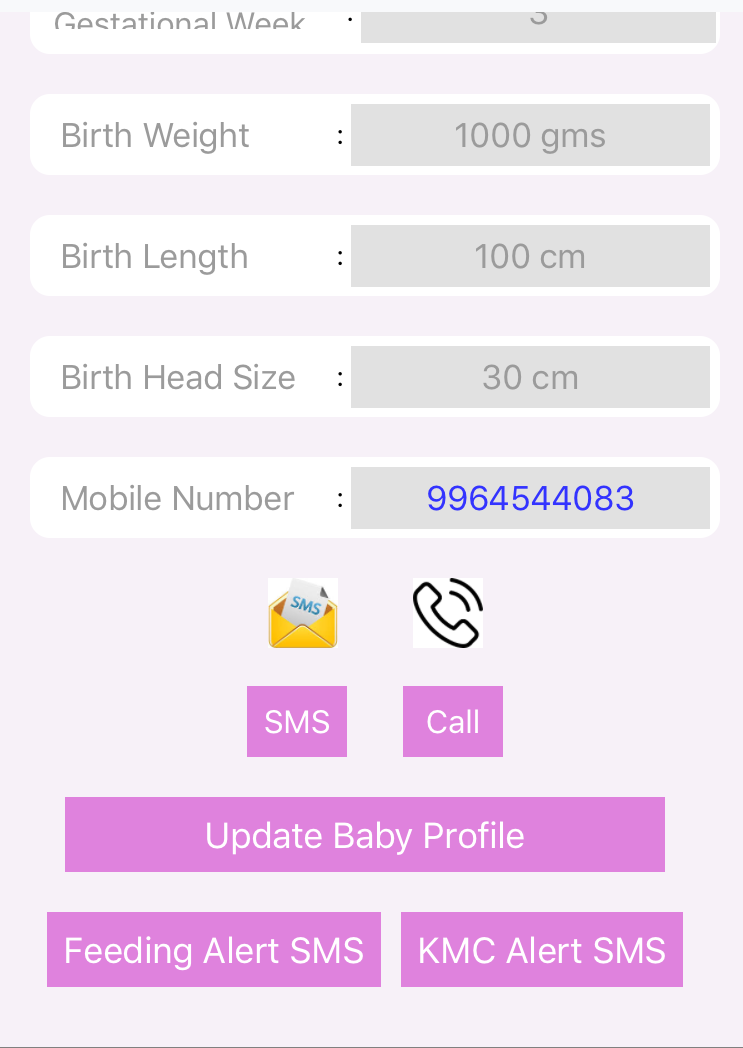 Gestational Week : 3
Birth Weight : 1000 gms
Birth Length : 100 cm
Birth Head Size : 30 cm
Mobile Number : 9964544083
SMS
SMS Call
Update Baby Profile
Feeding Alert SMS KMC Alert SMS